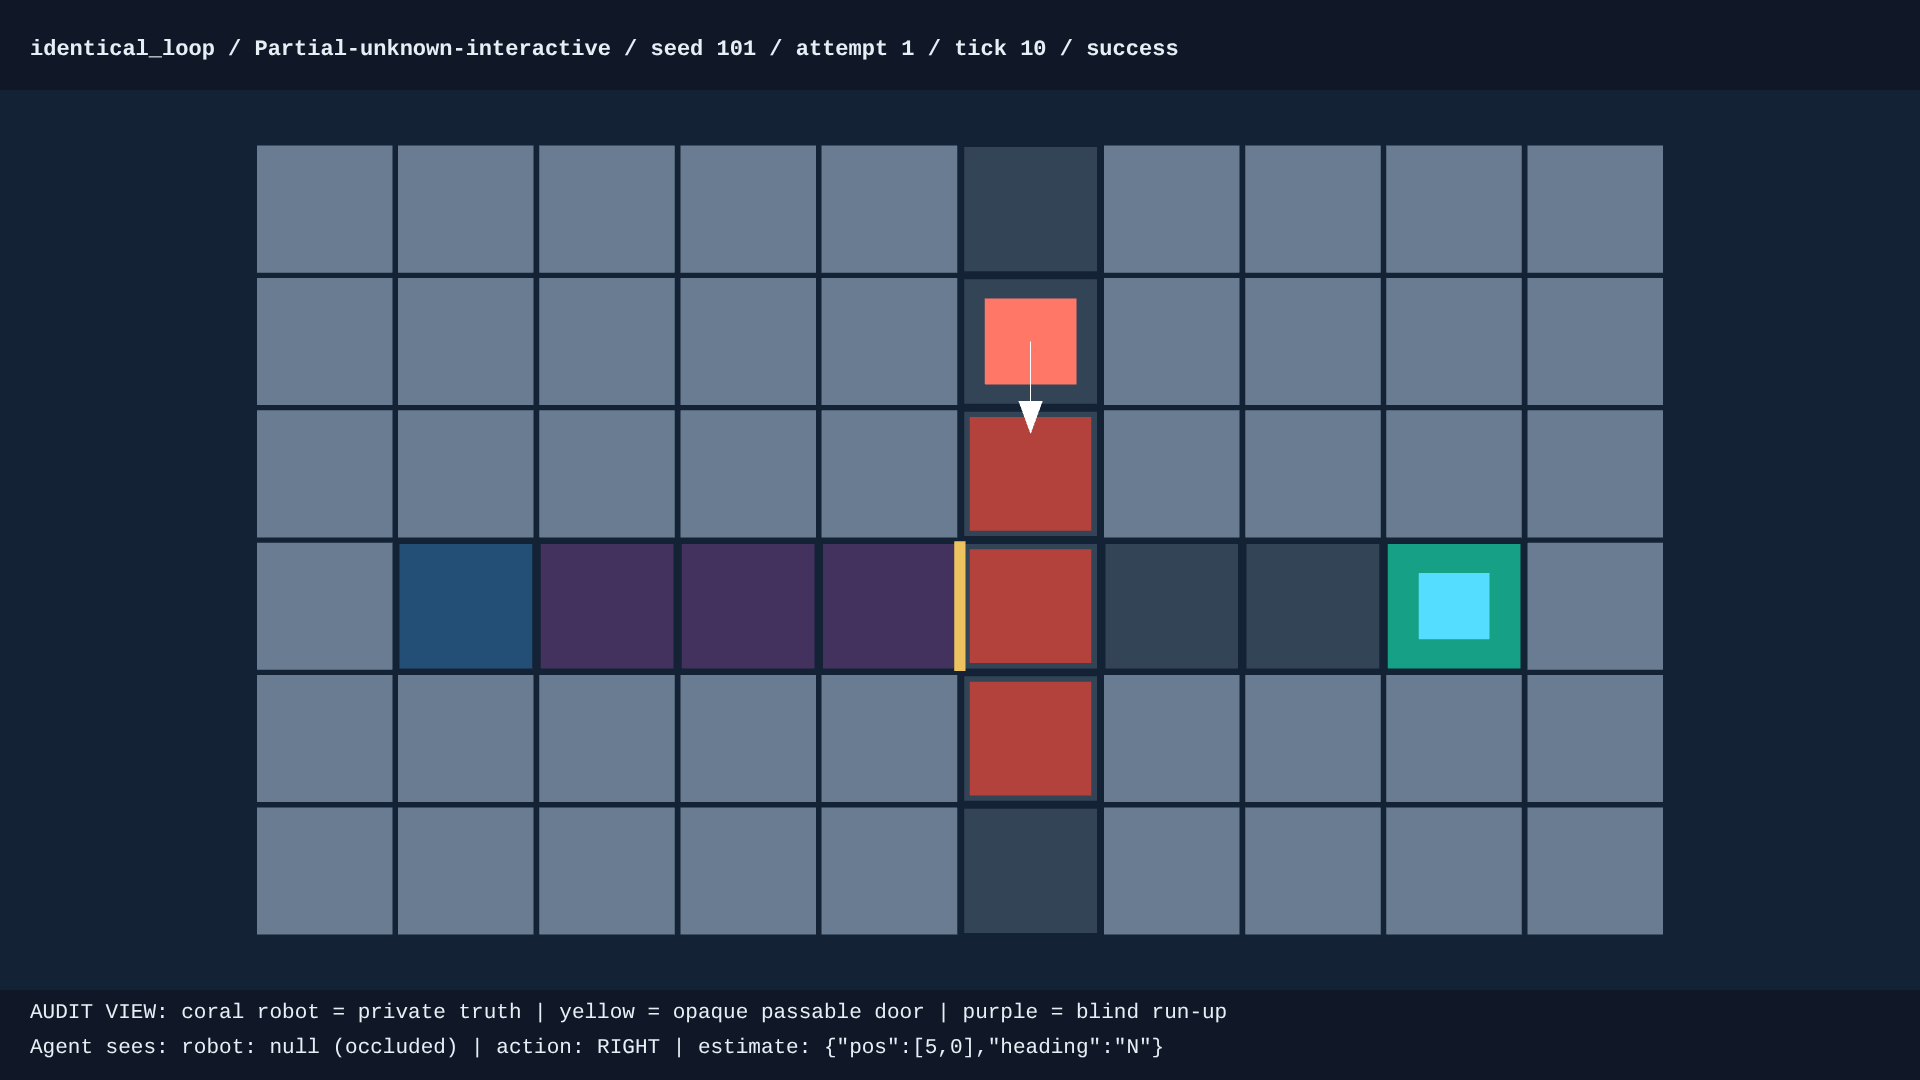 identical_loop / Partial-unknown-interactive / seed 101 / attempt 1 / tick 10 / success
AUDIT VIEW: coral robot = private truth | yellow = opaque passable door | purple = blind run-up
Agent sees: robot: null (occluded) | action: RIGHT | estimate: {"pos":[5,0],"heading":"N"}